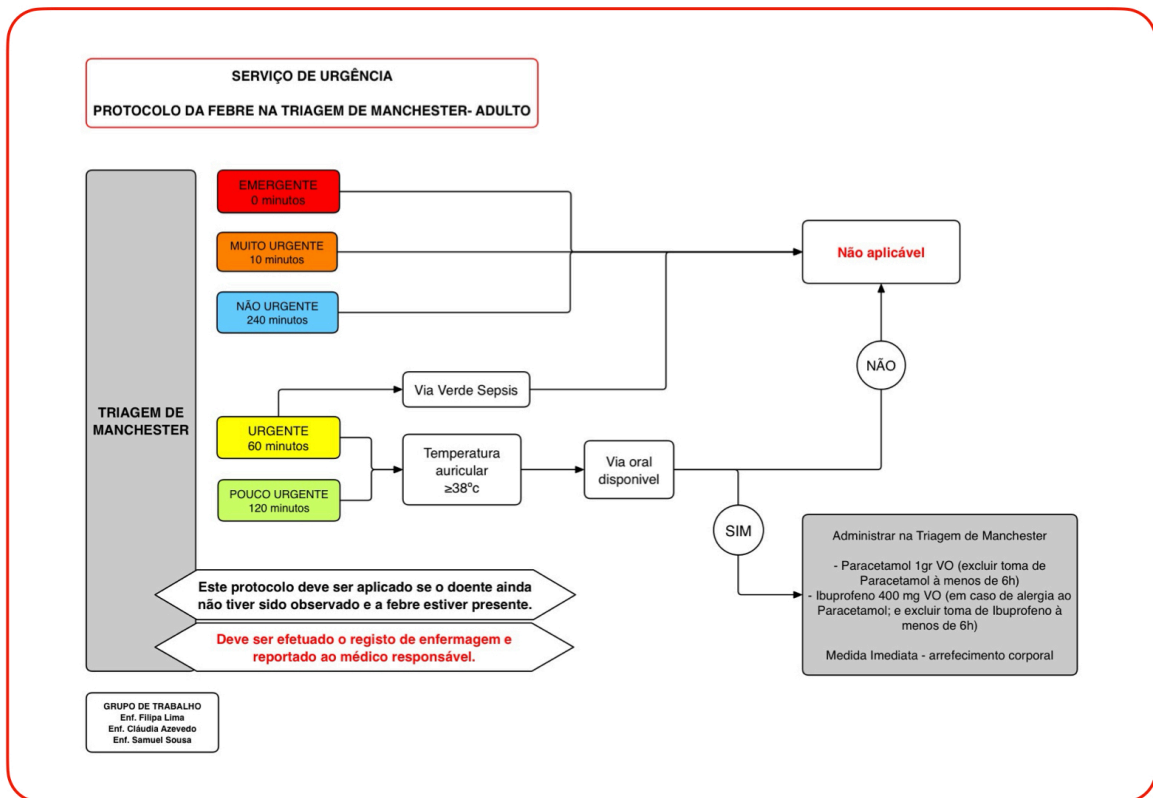 SERVIÇO DE URGÊNCIA
PROTOCOLO DA FEBRE NA TRIAGEM DE MANCHESTER- ADULTO
TRIAGEM DE
MANCHESTER
EMERGENTE
0 minutos
MUITO URGENTE
10 minutos
NÃO URGENTE
240 minutos
Não aplicável
Via Verde Sepsis
NÃO
URGENTE
60 minutos
Temperatura
auricular
≥38ºc
Via oral
disponivel
POUCO URGENTE
120 minutos
SIM
Administrar na Triagem de Manchester
- Paracetamol 1gr VO (excluir toma de
Paracetamol à menos de 6h)
- Ibuprofeno 400 mg VO (em caso de alergia ao
Paracetamol; e excluir toma de Ibuprofeno à
menos de 6h)
Medida Imediata - arrefecimento corporal
Este protocolo deve ser aplicado se o doente ainda
não tiver sido observado e a febre estiver presente.
Deve ser efetuado o registo de enfermagem e
reportado ao médico responsável.
GRUPO DE TRABALHO
Enf. Filipa Lima
Enf. Cláudia Azevedo
Enf. Samuel Sousa